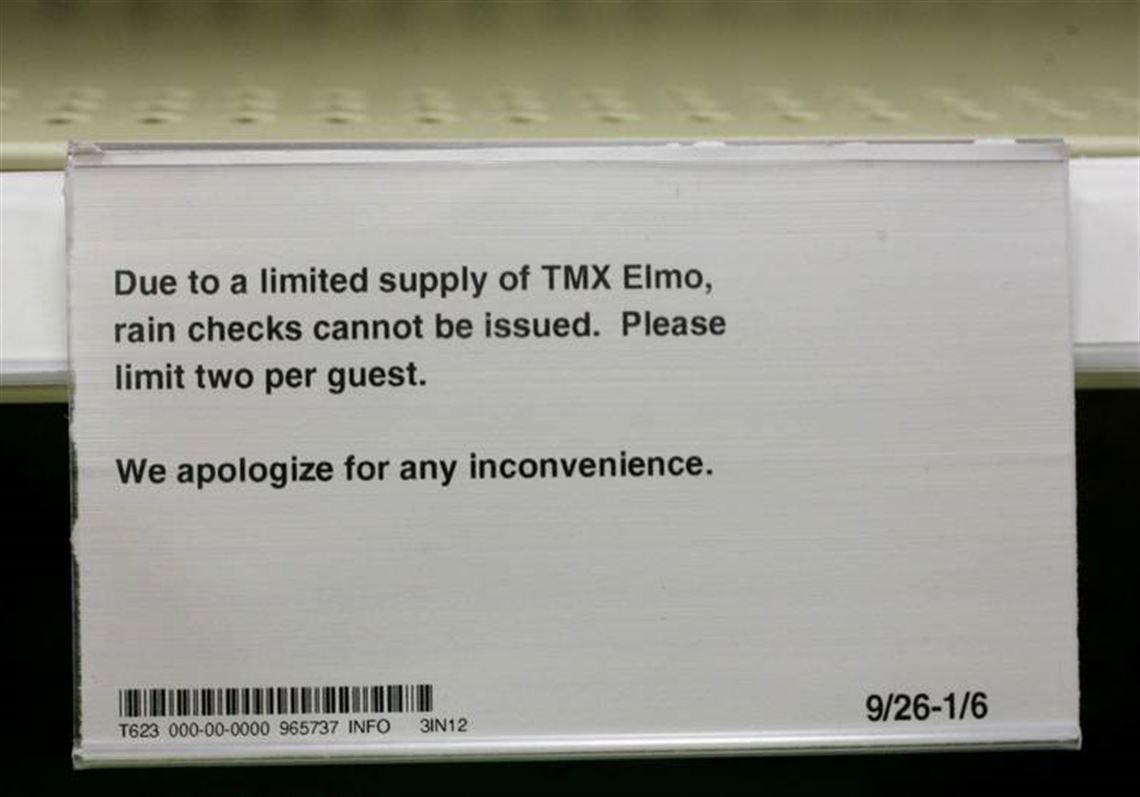 Due to a limited supply of TMX Elmo,
rain checks cannot be issued.  Please
limit two per guest.
We apologize for any inconvenience.
T623 000-00-0000 965737 INFO 3IN12
9/26-1/6